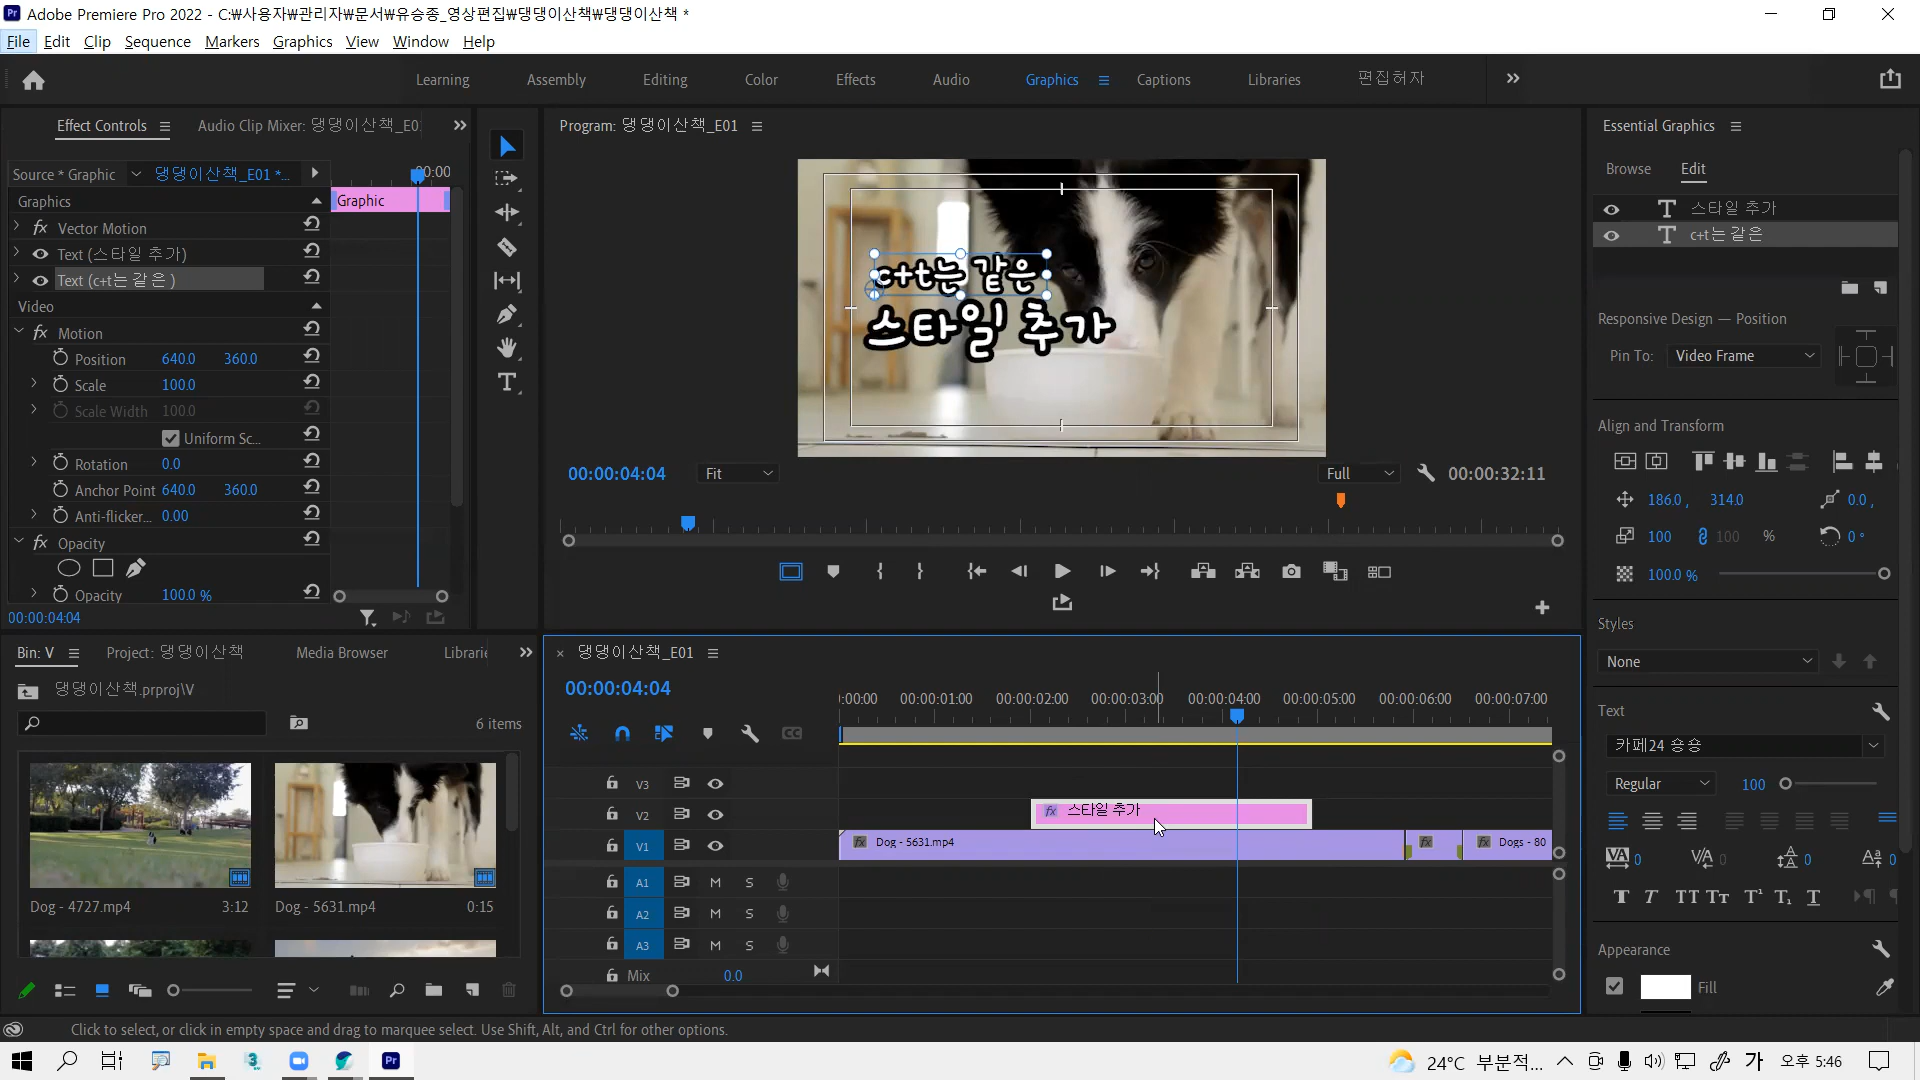 Adobe Premiere Pro 2022 - C:₩사용자₩관리자₩문서₩유승종_영상편집₩댕댕이산책₩댕댕이산책 *
File Edit Clip Sequence Markers Graphics View Window Help
Learning Assembly Editing Color Effects Audio Graphics Captions Libraries 편집허자
Effect Controls Audio Clip Mixer: 댕댕이산책_E0
Source * Graphic 댕댕이산책_E01 *... :00:00
Graphics Graphic
Vector Motion
Text (스타일 추가)
Text (c+t는 같은 )
Video
Motion
Position 640.0 360.0
Scale 100.0
Scale Width 100.0
Uniform Sc...
Rotation 0.0
Anchor Point 640.0 360.0
Anti-flicker... 0.00
Opacity
Opacity 100.0 %
00:00:04:04
Program: 댕댕이산책_E01
c+t는 같은
스타일 추가
00:00:04:04 Fit Full 00:00:32:11
Essential Graphics
Browse Edit
스타일 추가
c+t는 같은
Responsive Design — Position
Pin To: Video Frame
Align and Transform
186.0 , 314.0 0.0 ,
100 100 % 0 °
100.0 %
Styles
None
Text
카페24 숑숑
Regular 100
0 0 0 0
Appearance
Fill
Bin: V Project: 댕댕이산책 Media Browser Librarie
댕댕이산책.prproj₩V
6 items
Dog - 4727.mp4 3:12
Dog - 5631.mp4 0:15
댕댕이산책_E01
00:00:04:04
:00:00 00:00:01:00 00:00:02:00 00:00:03:00 00:00:04:00 00:00:05:00 00:00:06:00 00:00:07:00
V3
V2 스타일 추가
V1 Dog - 5631.mp4 Dogs - 80
A1 M S
A2 M S
A3 M S
Mix 0.0
Click to select, or click in empty space and drag to marquee select. Use Shift, Alt, and Ctrl for other options.
24°C 부분적... 가 오후 5:46